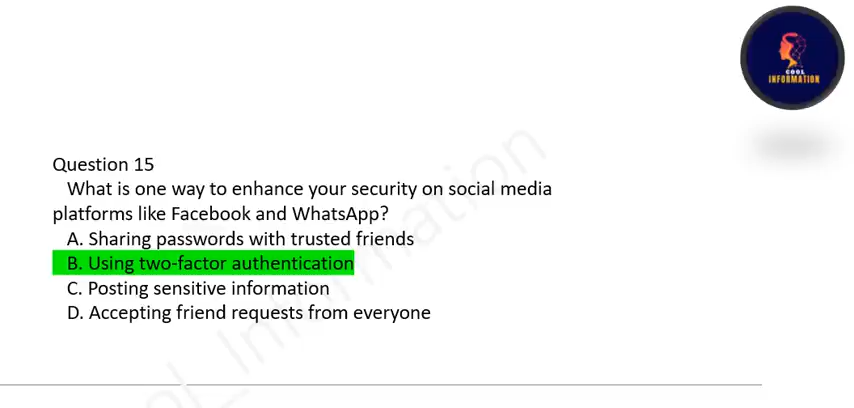 COOL
INFORMATION
Question 15
What is one way to enhance your security on social media
platforms like Facebook and WhatsApp?
A. Sharing passwords with trusted friends
B. Using two-factor authentication
C. Posting sensitive information
D. Accepting friend requests from everyone